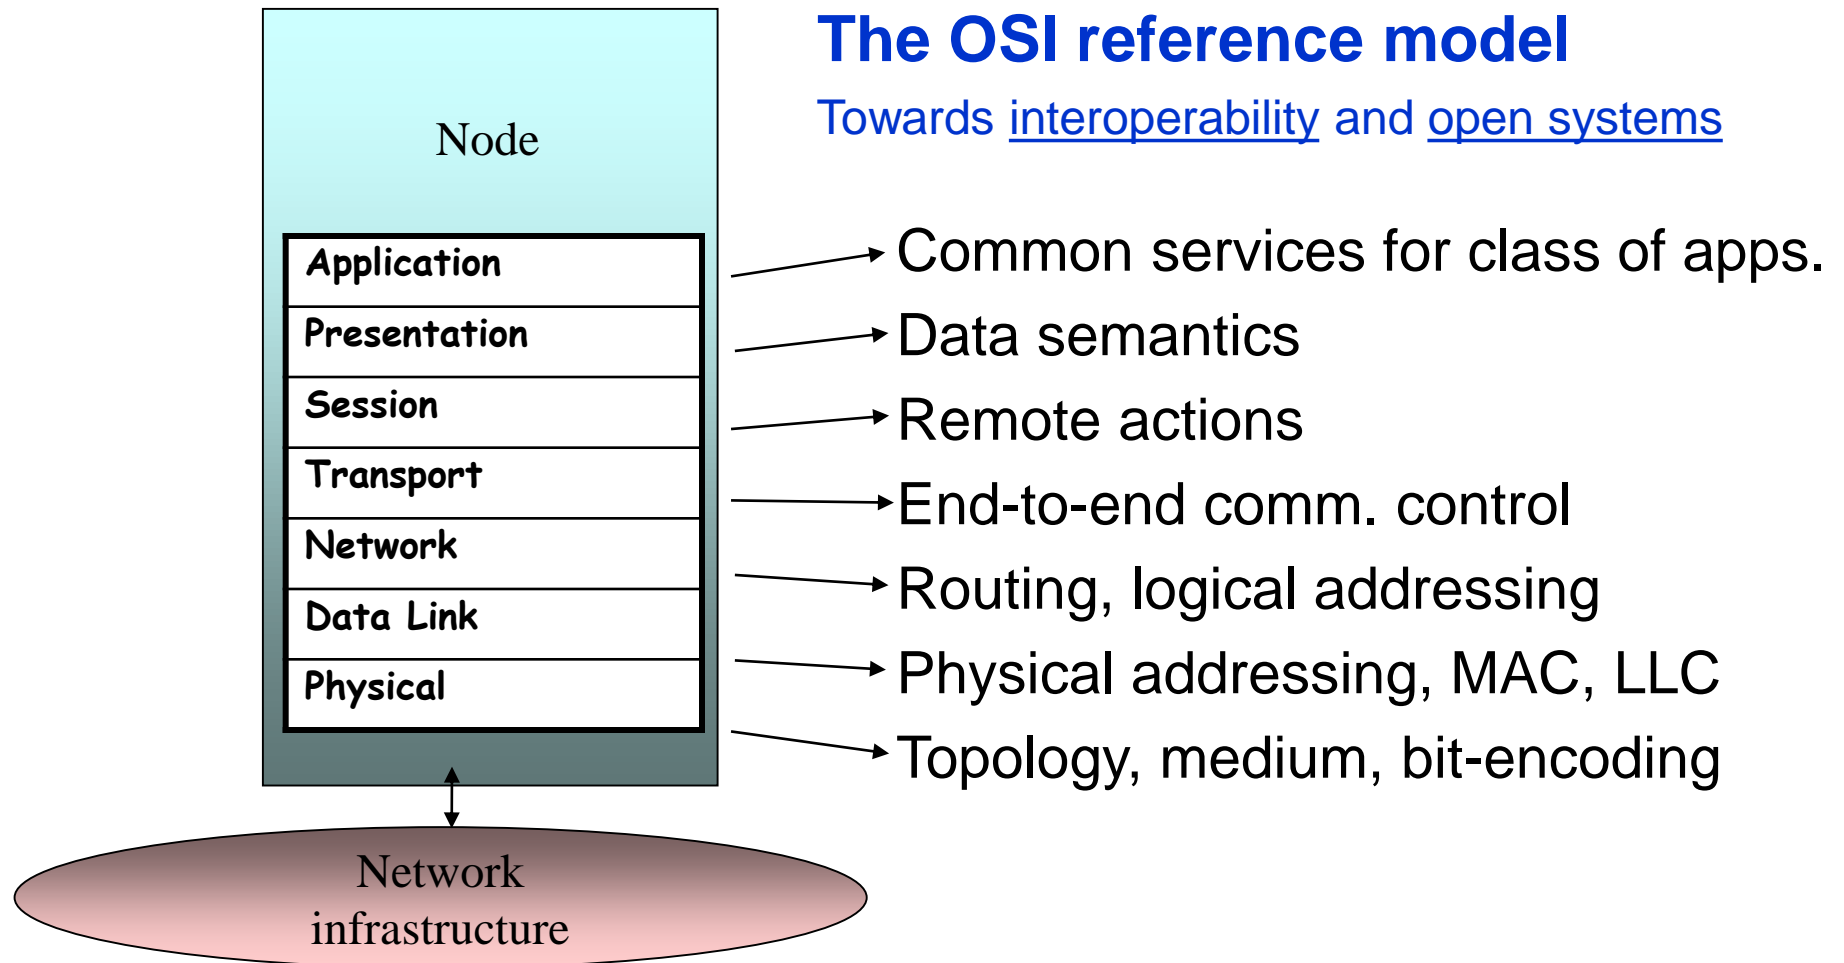 The OSI reference model
Towards interoperability and open systems
Node
Application
Presentation
Session
Transport
Network
Data Link
Physical
Common services for class of apps.
Data semantics
Remote actions
End-to-end comm. control
Routing, logical addressing
Physical addressing, MAC, LLC
Topology, medium, bit-encoding
Network
infrastructure